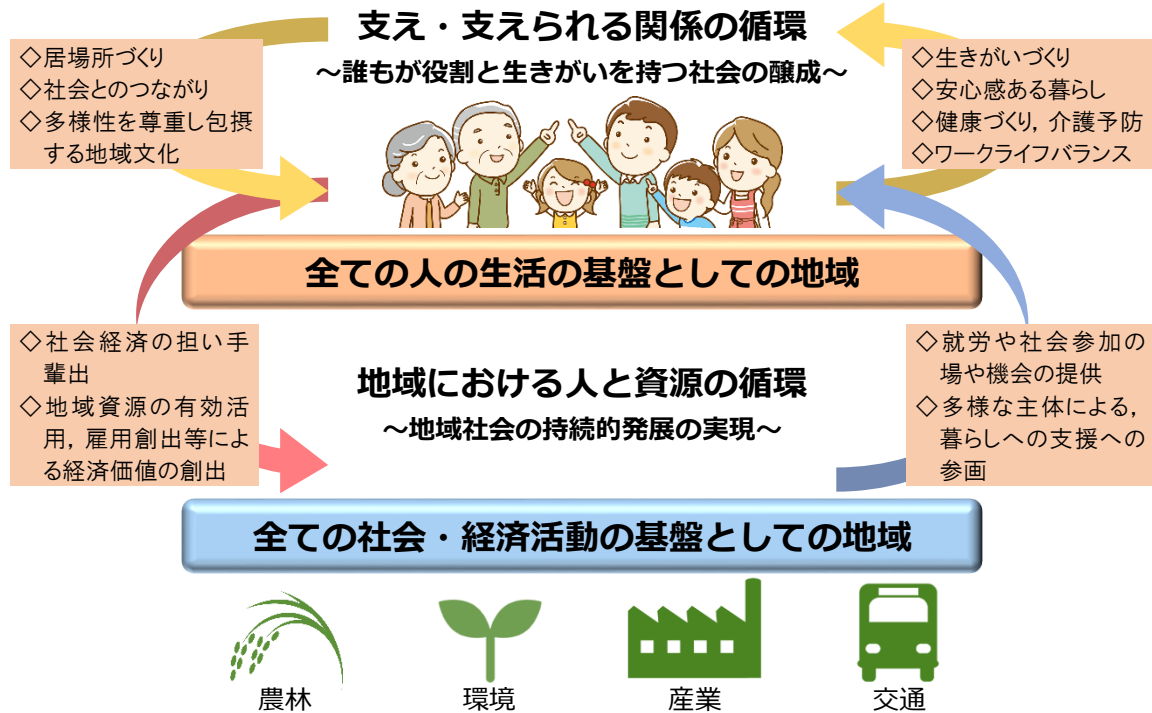 支え・支えられる関係の循環
～誰もが役割と生きがいを持つ社会の醸成～
◇居場所づくり
◇社会とのつながり
◇多様性を尊重し包摂
する地域文化
◇生きがいづくり
◇安心感ある暮らし
◇健康づくり，介護予防
◇ワークライフバランス
全ての人の生活の基盤としての地域
◇社会経済の担い手
輩出
◇地域資源の有効活
用，雇用創出等によ
る経済価値の創出
地域における人と資源の循環
～地域社会の持続的発展の実現～
◇就労や社会参加の
場や機会の提供
◇多様な主体による，
暮らしへの支援への
参画
全ての社会・経済活動の基盤としての地域
農林
環境
産業
交通